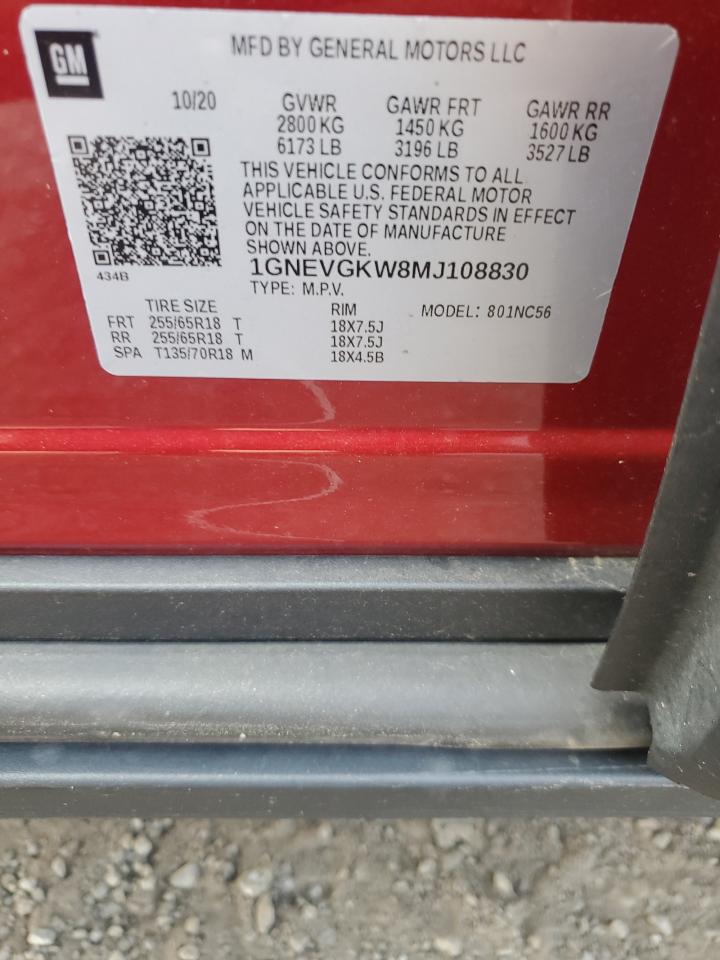 GM
MFD BY GENERAL MOTORS LLC
10/20 GVWR GAWR FRT GAWR RR
2800 KG 1450 KG 1600 KG
6173 LB 3196 LB 3527 LB
THIS VEHICLE CONFORMS TO ALL
APPLICABLE U.S. FEDERAL MOTOR
VEHICLE SAFETY STANDARDS IN EFFECT
ON THE DATE OF MANUFACTURE
SHOWN ABOVE.
434B
1GNEVGKW8MJ108830
TYPE: M.P.V.
TIRE SIZE RIM MODEL: 801NC56
FRT 255/65R18 T 18X7.5J
RR 255/65R18 T 18X7.5J
SPA T135/70R18 M 18X4.5B